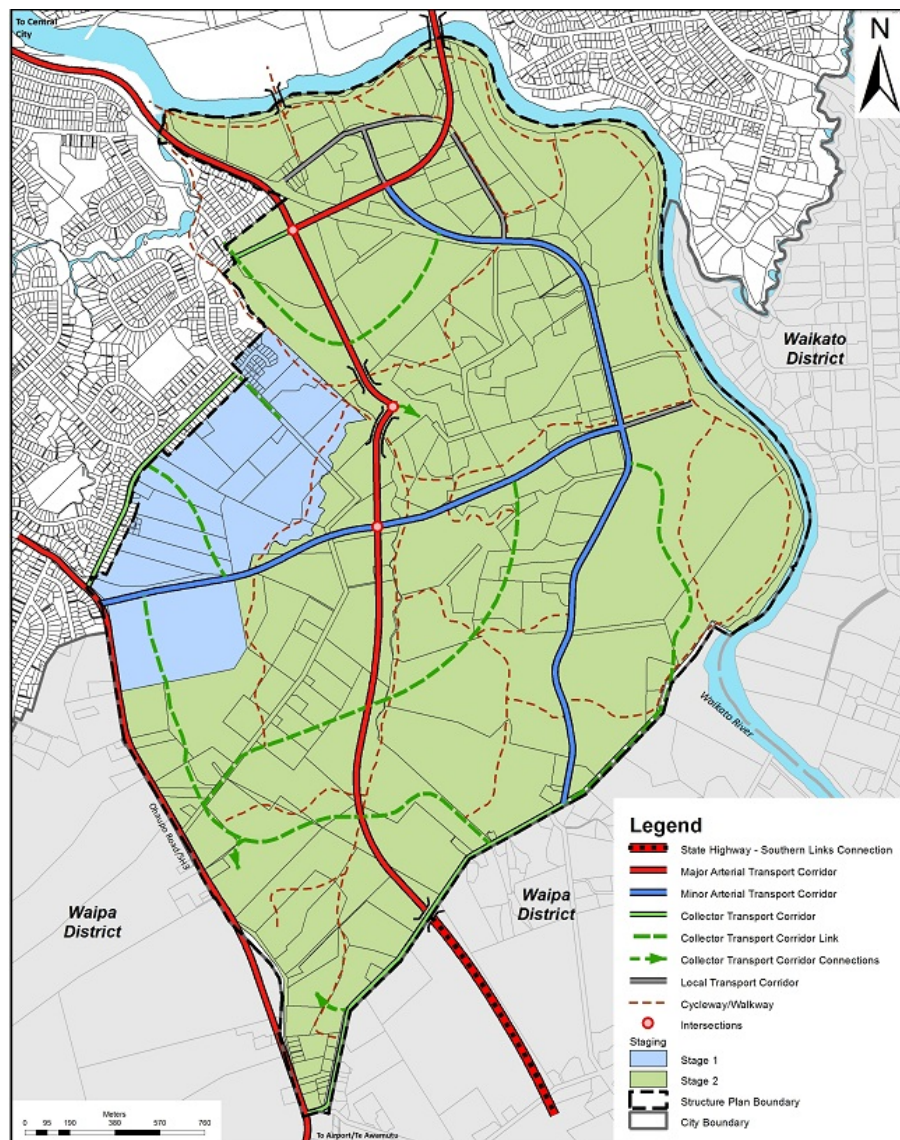 To Central
City
N
Waikato
District
Waikato River
Ohaupo Road/SH3
Waipa
District
Waipa
District
Legend
State Highway - Southern Links Connection
Major Arterial Transport Corridor
Minor Arterial Transport Corridor
Collector Transport Corridor
Collector Transport Corridor Link
Collector Transport Corridor Connections
Local Transport Corridor
Cycleway/Walkway
Intersections
Staging
Stage 1
Stage 2
Structure Plan Boundary
City Boundary
Meters
0 95 190 380 570 760
To Airport/Te Awamutu